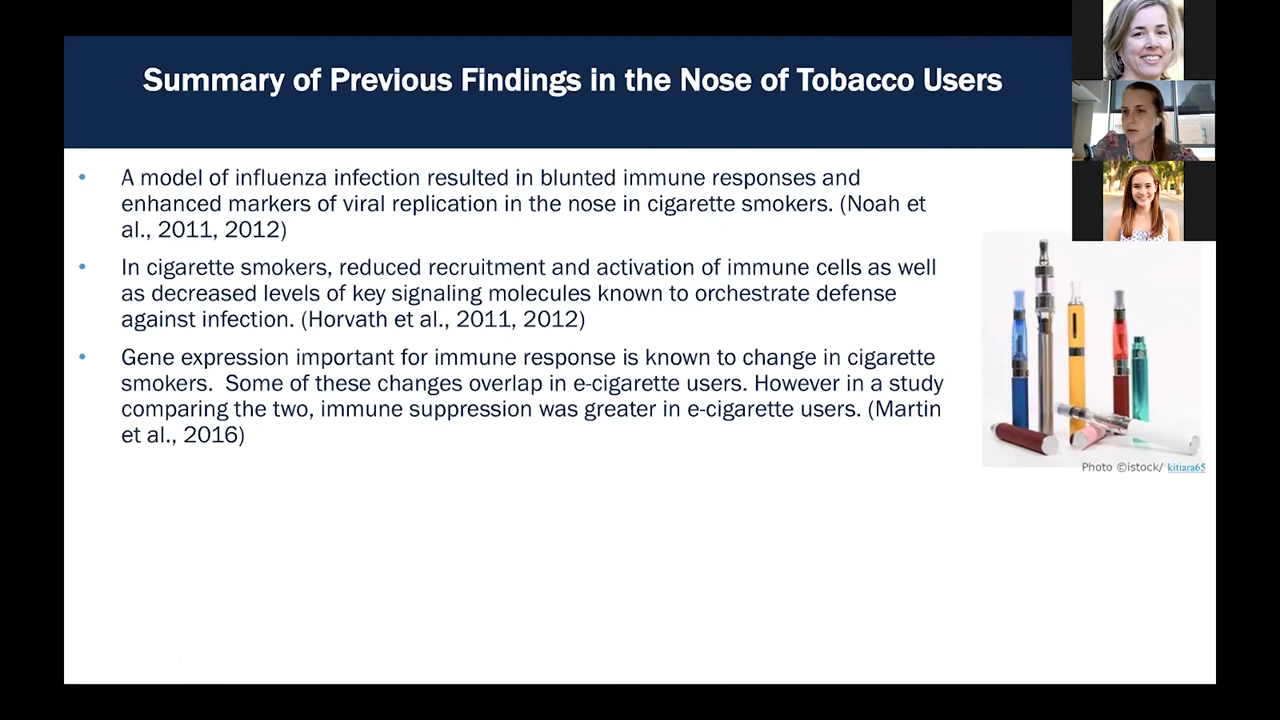 Summary of Previous Findings in the Nose of Tobacco Users
• A model of influenza infection resulted in blunted immune responses and
enhanced markers of viral replication in the nose in cigarette smokers. (Noah et
al., 2011, 2012)
• In cigarette smokers, reduced recruitment and activation of immune cells as well
as decreased levels of key signaling molecules known to orchestrate defense
against infection. (Horvath et al., 2011, 2012)
• Gene expression important for immune response is known to change in cigarette
smokers.  Some of these changes overlap in e-cigarette users. However in a study
comparing the two, immune suppression was greater in e-cigarette users. (Martin
et al., 2016)
Photo ©istock/ kitiara65